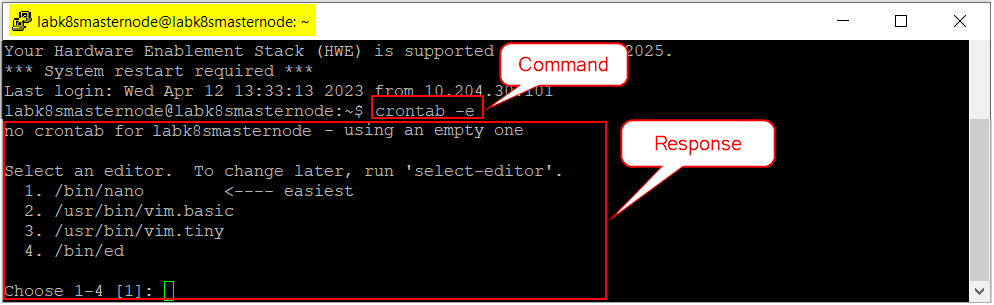 labk8smasternode@labk8smasternode: ~
Your Hardware Enablement Stack (HWE) is supported 2025.
*** System restart required ***
Command
Last login: Wed Apr 12 13:33:13 2023 from 10.204.30.101
labk8smasternode@labk8smasternode:~$ crontab -e
no crontab for labk8smasternode - using an empty one
Response
Select an editor.  To change later, run 'select-editor'.
1. /bin/nano        <---- easiest
2. /usr/bin/vim.basic
3. /usr/bin/vim.tiny
4. /bin/ed
Choose 1-4 [1]: